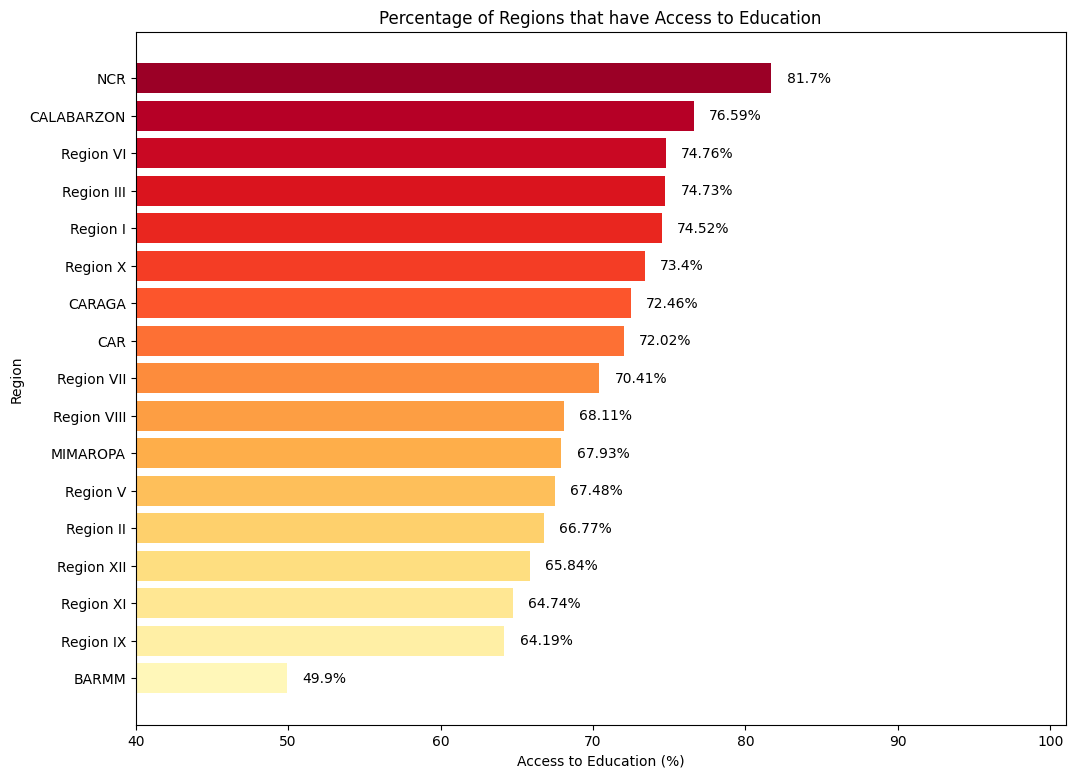 Percentage of Regions that have Access to Education
Region
NCR 81.7%
CALABARZON 76.59%
Region VI 74.76%
Region III 74.73%
Region I 74.52%
Region X 73.4%
CARAGA 72.46%
CAR 72.02%
Region VII 70.41%
Region VIII 68.11%
MIMAROPA 67.93%
Region V 67.48%
Region II 66.77%
Region XII 65.84%
Region XI 64.74%
Region IX 64.19%
BARMM 49.9%
40 50 60 70 80 90 100
Access to Education (%)